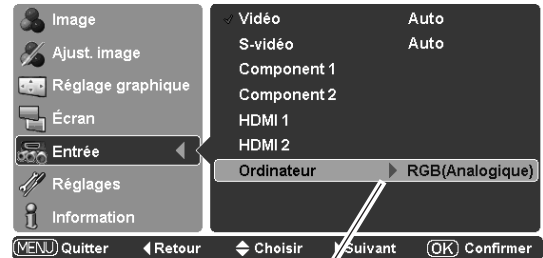 Image
Ajust. image
Réglage graphique
Écran
Entrée
Réglages
Information
Vidéo Auto
S-vidéo Auto
Component 1
Component 2
HDMI 1
HDMI 2
Ordinateur RGB(Analogique)
MENU Quitter Retour Choisir Suivant OK Confirmer